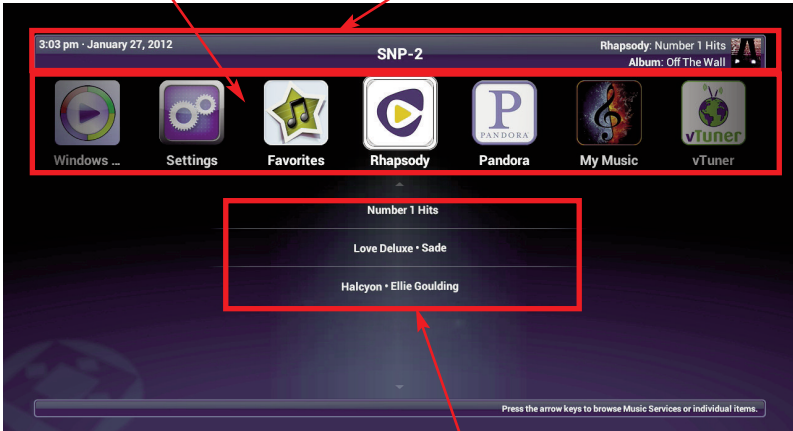 3:03 pm · January 27, 2012
SNP-2
Rhapsody: Number 1 Hits
Album: Off The Wall
PANDORA
vTuner
Windows ...
Settings
Favorites
Rhapsody
Pandora
My Music
vTuner
Number 1 Hits
Love Deluxe • Sade
Halcyon • Ellie Goulding
Press the arrow keys to browse Music Services or individual items.